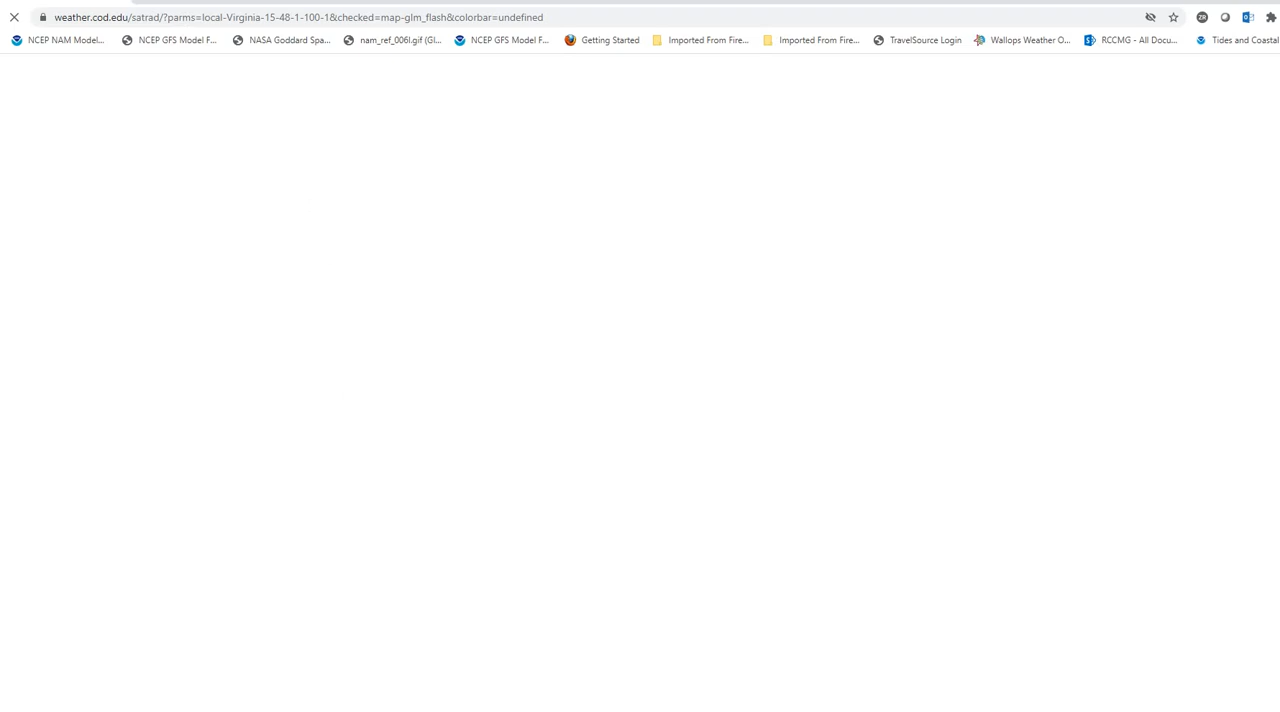 weather.cod.edu/satrad/?parms=local-Virginia-15-48-1-100-1&checked=map-glm_flash&colorbar=undefined
ZR
NCEP NAM Model... NCEP GFS Model F... NASA Goddard Spa... nam_ref_006l.gif (Gl... NCEP GFS Model F... Getting Started Imported From Fire... Imported From Fire... TravelSource Login Wallops Weather O... RCCMG - All Docu... Tides and Coastal